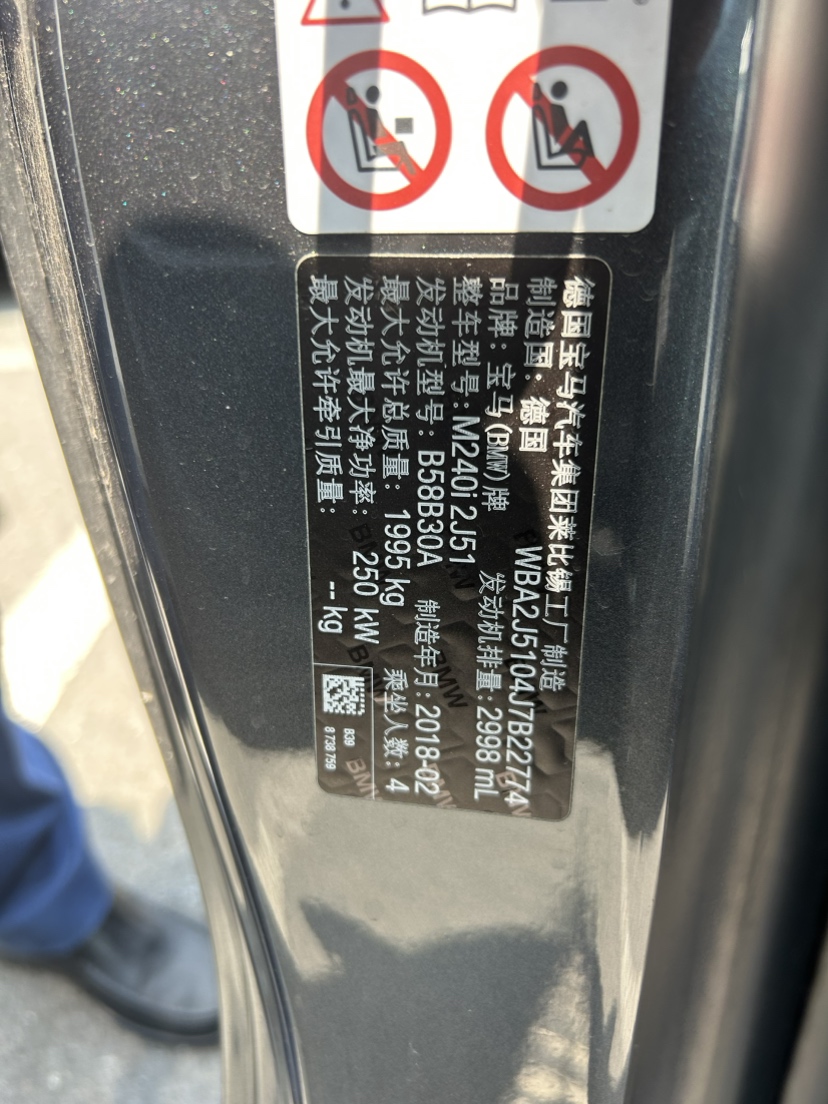 德国宝马汽车集团莱比锡工厂制造
制造国：德国 WBA2J5104J7B22774
品牌：宝马(BMW)牌 发动机排量：2998 mL
整车型号：M240i 2J51
发动机型号：B58B30A 制造年月：2018-02
最大允许总质量：1995 kg 乘坐人数：4
发动机最大净功率：250 kW
最大允许牵引质量：-- kg
B39
8 738 759